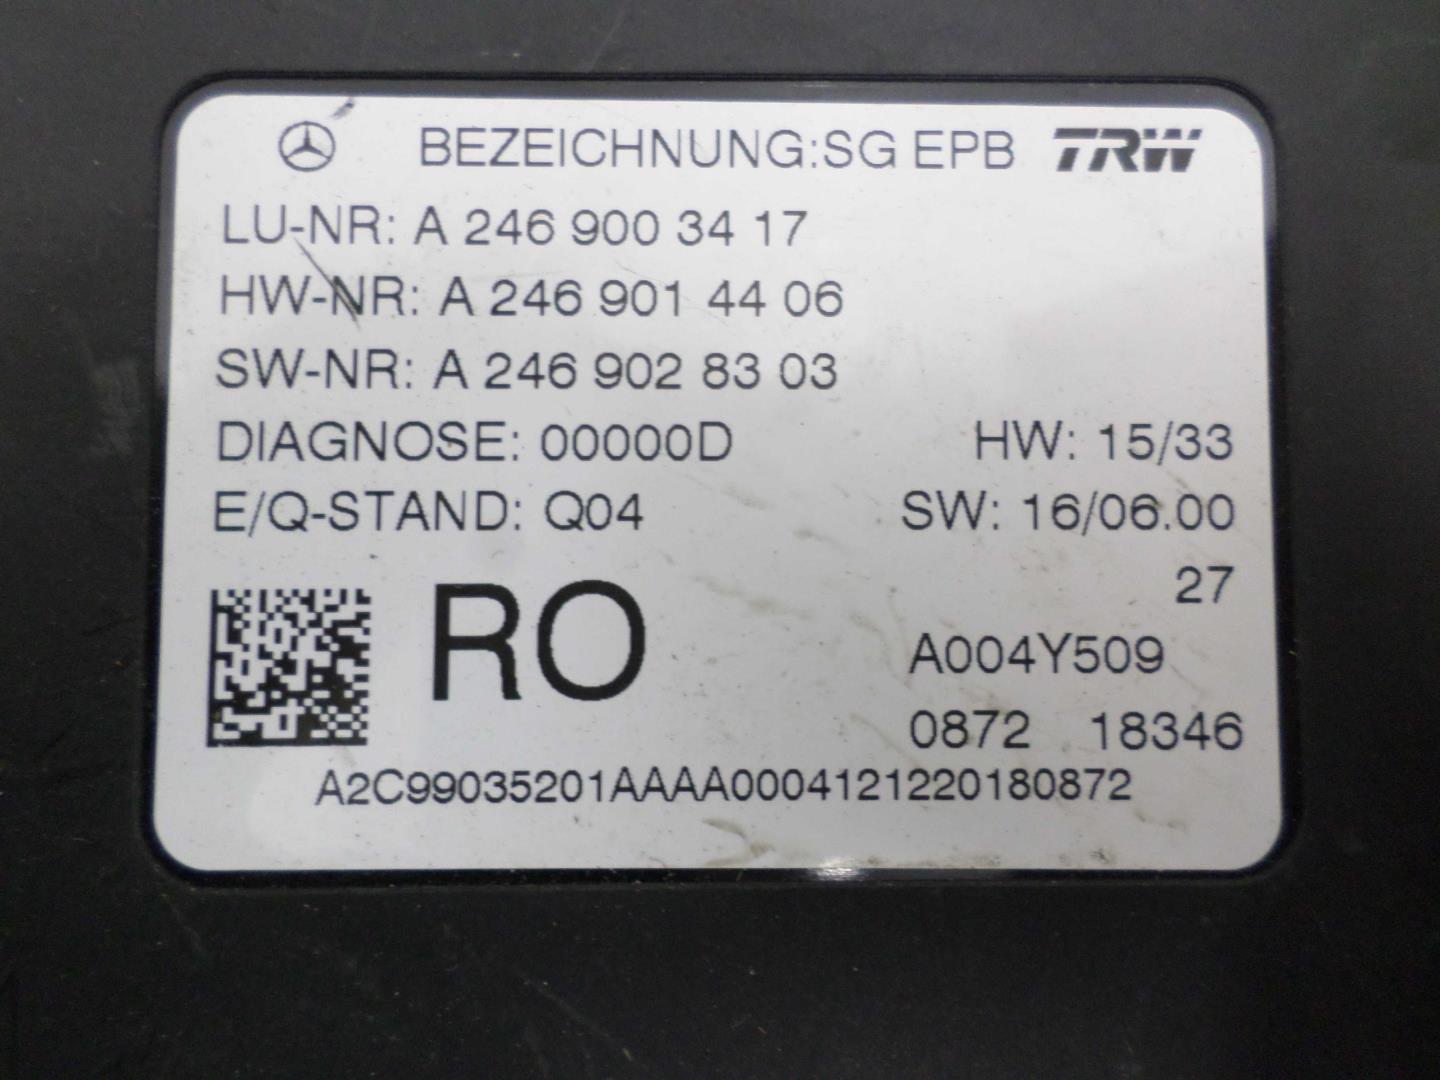 BEZEICHNUNG:SG EPB TRW
LU-NR: A 246 900 34 17
HW-NR: A 246 901 44 06
SW-NR: A 246 902 83 03
DIAGNOSE: 00000D HW: 15/33
E/Q-STAND: Q04 SW: 16/06.00
27
RO A004Y509
0872 18346
A2C99035201AAAA0004121220180872